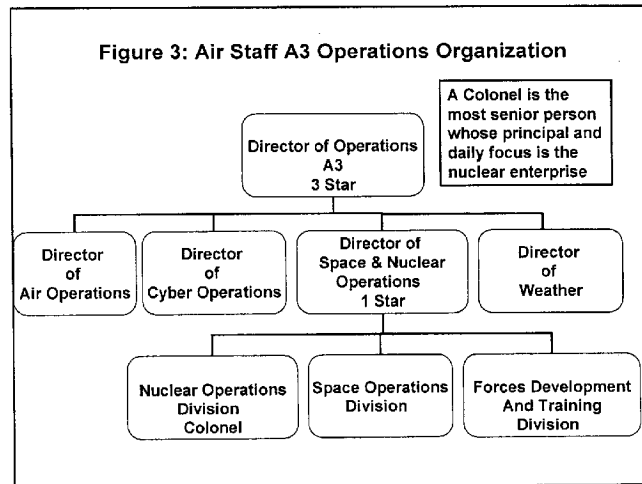 Figure 3: Air Staff A3 Operations Organization
A Colonel is the
most senior person
whose principal and
daily focus is the
nuclear enterprise
Director of Operations
A3
3 Star
Director
of
Air Operations
Director
of
Cyber Operations
Director of
Space & Nuclear
Operations
1 Star
Director
of
Weather
Nuclear Operations
Division
Colonel
Space Operations
Division
Forces Development
And Training
Division